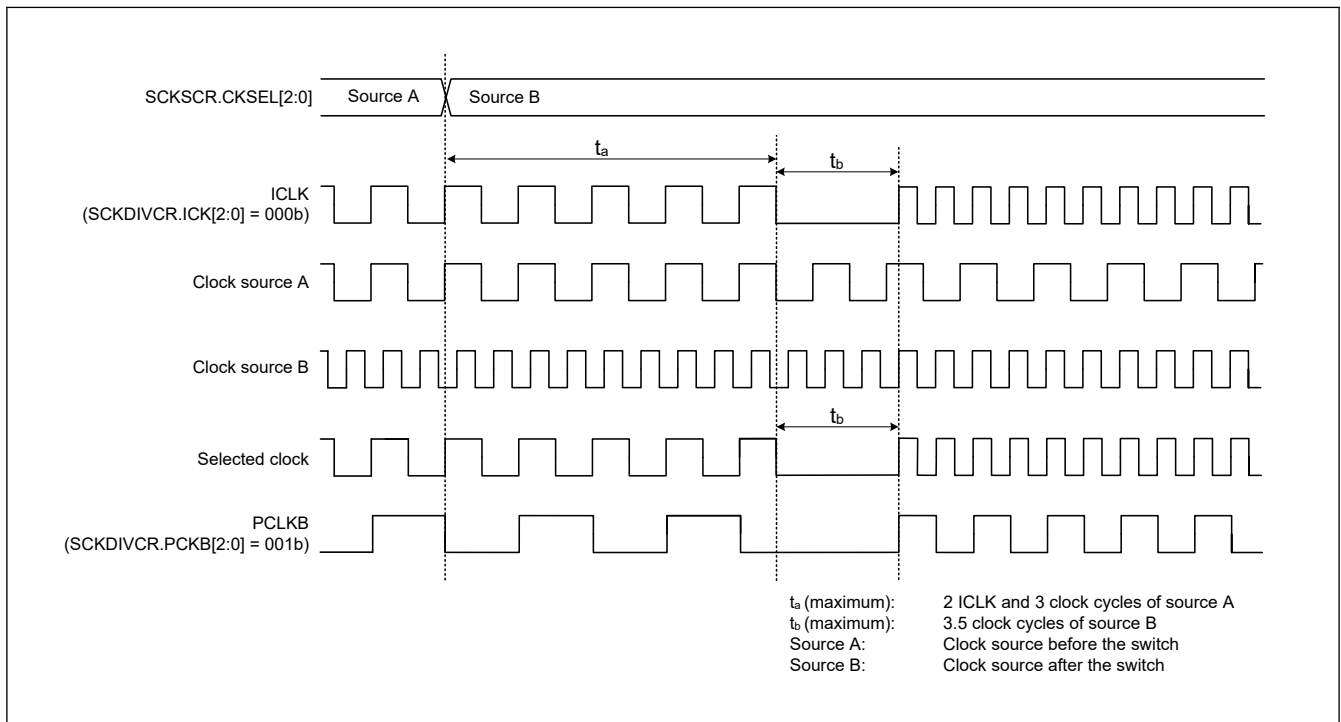 SCKSCR.CKSEL[2:0] Source A Source B
ta
tb
ICLK
(SCKDIVCR.ICK[2:0] = 000b)
Clock source A
Clock source B
tb
Selected clock
PCLKB
(SCKDIVCR.PCKB[2:0] = 001b)
ta (maximum): 2 ICLK and 3 clock cycles of source A
tb (maximum): 3.5 clock cycles of source B
Source A: Clock source before the switch
Source B: Clock source after the switch